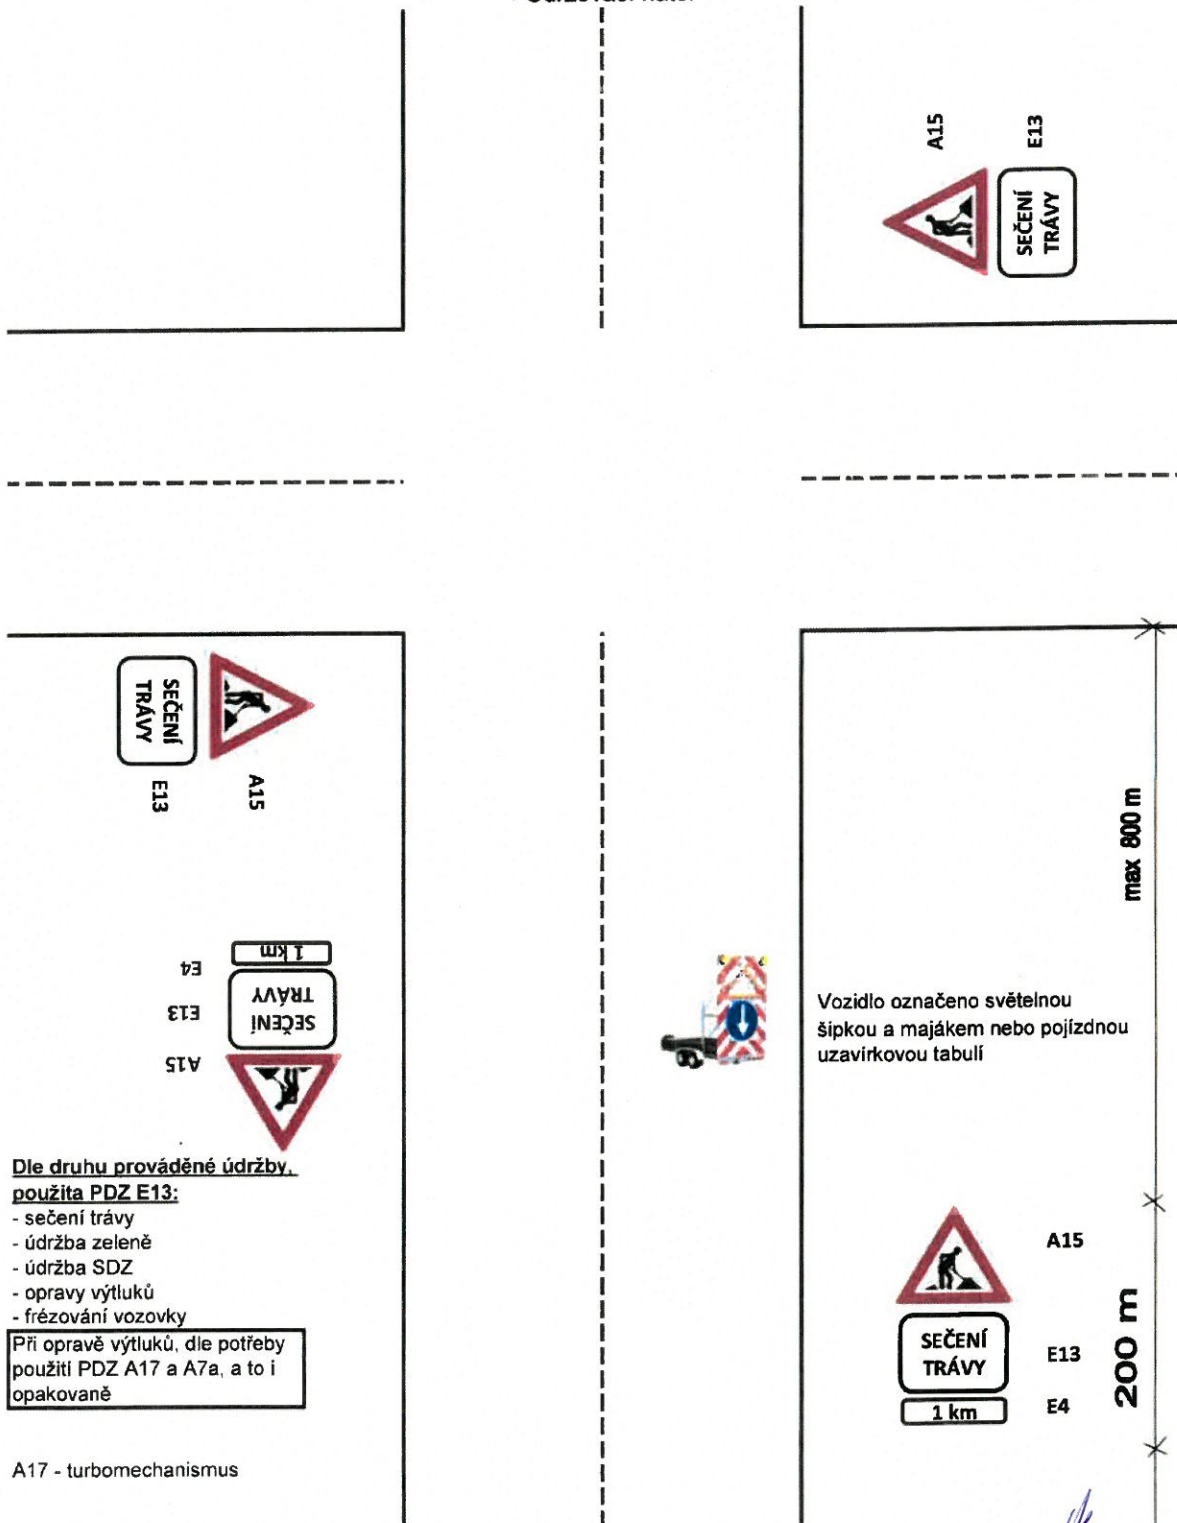 A15
E13
SEČENÍ
TRÁVY
SEČENÍ
TRÁVY
E13
A15
max 800 m
1 km
E4
SEČENÍ
TRÁVY
E13
A15
Vozidlo označeno světelnou
šipkou a majákem nebo pojízdnou
uzavírkovou tabulí
Dle druhu prováděné údržby,
použita PDZ E13:
- sečení trávy
- údržba zeleně
- údržba SDZ
- opravy výtluků
- frézování vozovky
Při opravě výtluků, dle potřeby
použití PDZ A17 a A7a, a to i
opakovaně
A17 - turbomechanismus
A15
SEČENÍ
TRÁVY
E13
1 km
E4
200 m